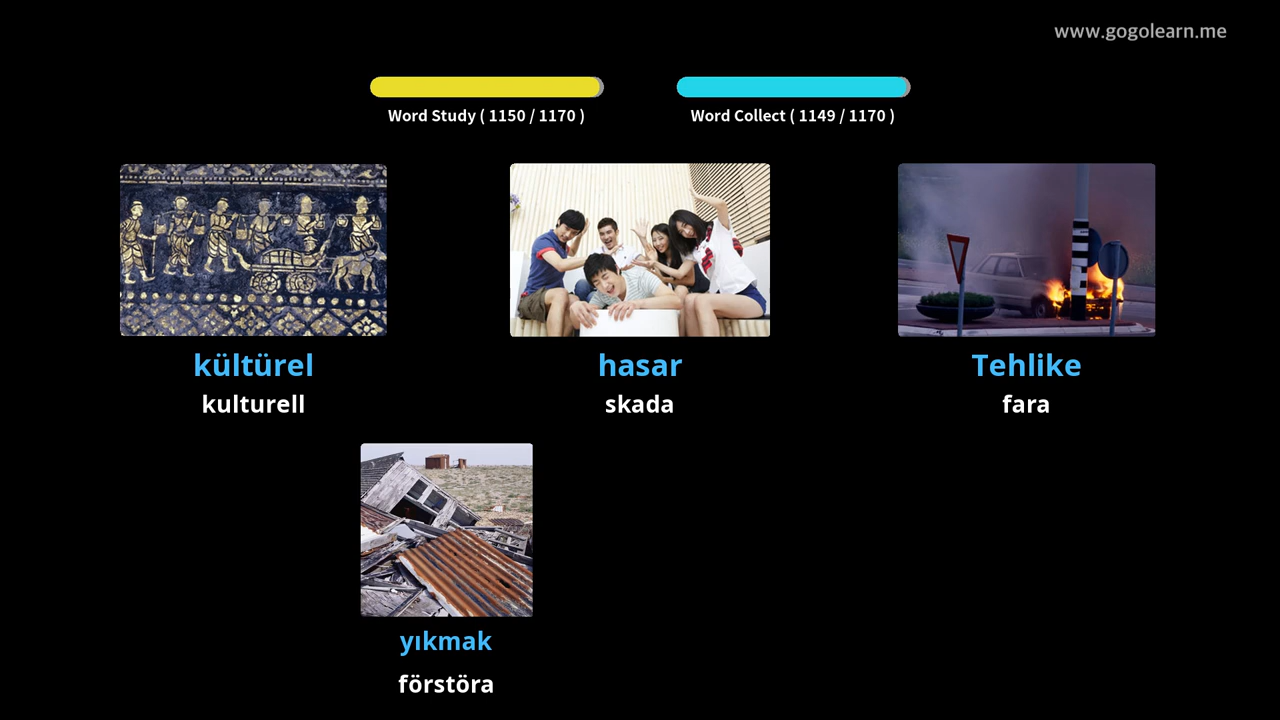 www.gogolearn.me
Word Study ( 1150 / 1170 )
Word Collect ( 1149 / 1170 )
kültürel
hasar
Tehlike
kulturell
skada
fara
yıkmak
förstöra